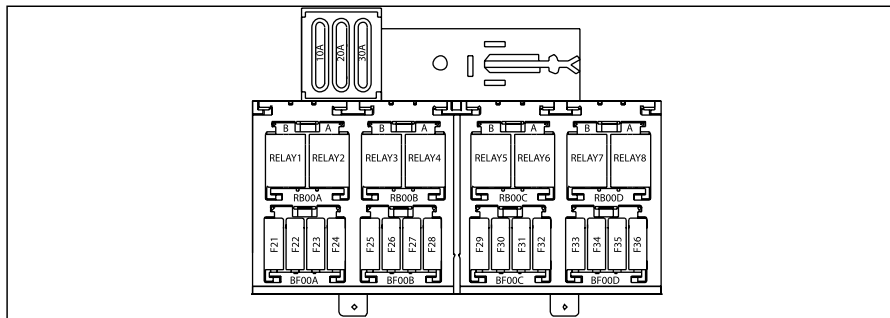 10A 20A 30A
B A B A B A B A
RELAY1 RELAY2 RELAY3 RELAY4 RELAY5 RELAY6 RELAY7 RELAY8
RB00A RB00B RB00C RB00D
F21 F22 F23 F24 F25 F26 F27 F28 F29 F30 F31 F32 F33 F34 F35 F36
BF00A BF00B BF00C BF00D